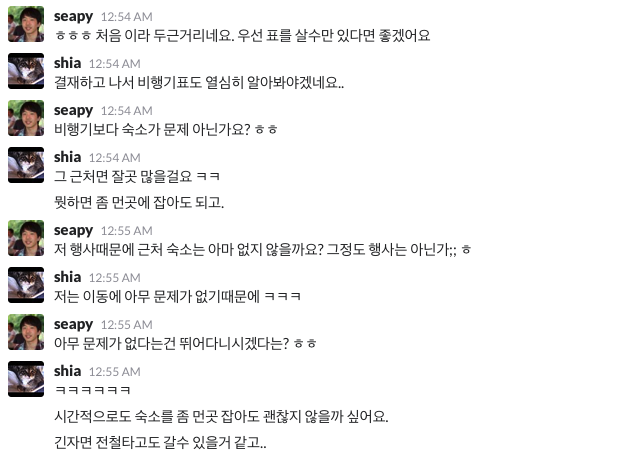 seapy 12:54 AM
ㅎㅎㅎ 처음 이라 두근거리네요. 우선 표를 살수만 있다면 좋겠어요
shia 12:54 AM
결재하고 나서 비행기표도 열심히 알아봐야겠네요..
seapy 12:54 AM
비행기보다 숙소가 문제 아닌가요? ㅎㅎ
shia 12:54 AM
그 근처면 잘곳 많을걸요 ㅋㅋ
뭣하면 좀 먼곳에 잡아도 되고.
seapy 12:55 AM
저 행사때문에 근처 숙소는 아마 없지 않을까요? 그정도 행사는 아닌가;; ㅎ
shia 12:55 AM
저는 이동에 아무 문제가 없기때문에 ㅋㅋㅋ
seapy 12:55 AM
아무 문제가 없다는건 뛰어다니시겠다는? ㅎㅎ
shia 12:55 AM
ㅋㅋㅋㅋㅋㅋ
시간적으로도 숙소를 좀 먼곳 잡아도 괜찮지 않을까 싶어요.
긴자면 전철타고도 갈수 있을거 같고..